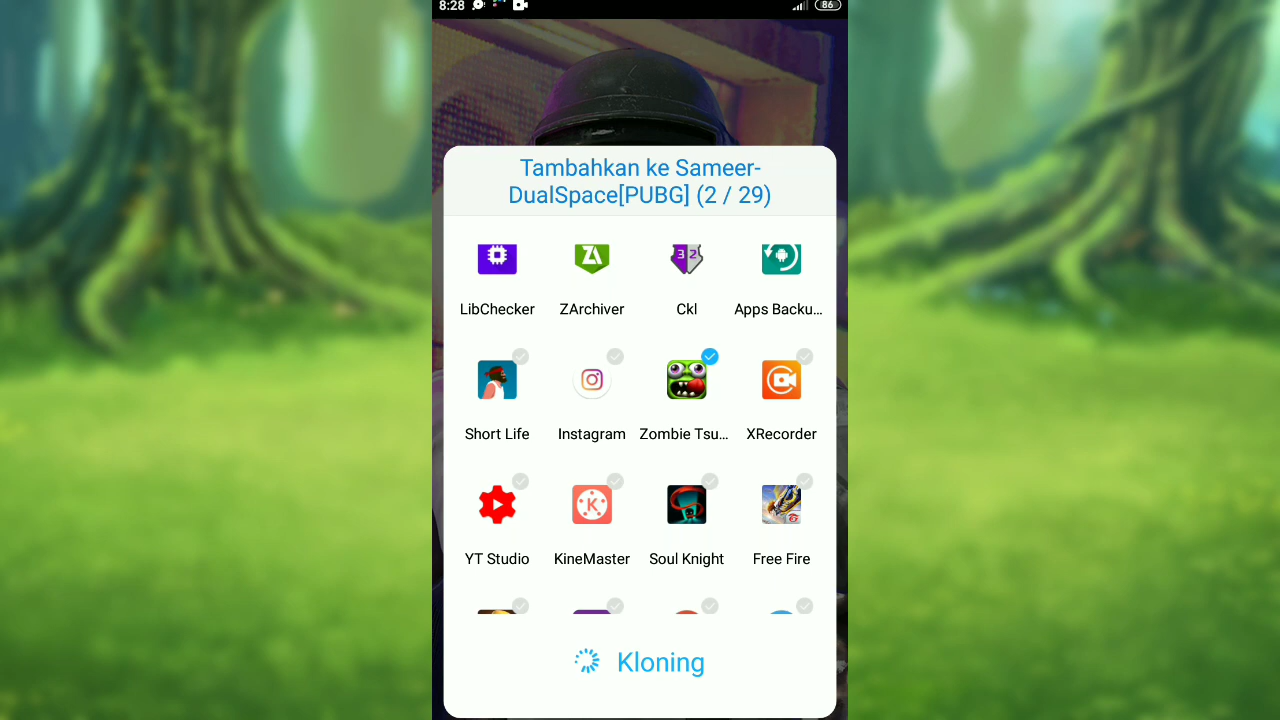 8:28
86
Tambahkan ke Sameer-
DualSpace[PUBG] (2 / 29)
LibChecker ZArchiver Ckl Apps Backu...
Short Life Instagram Zombie Tsu... XRecorder
YT Studio KineMaster Soul Knight Free Fire
Kloning